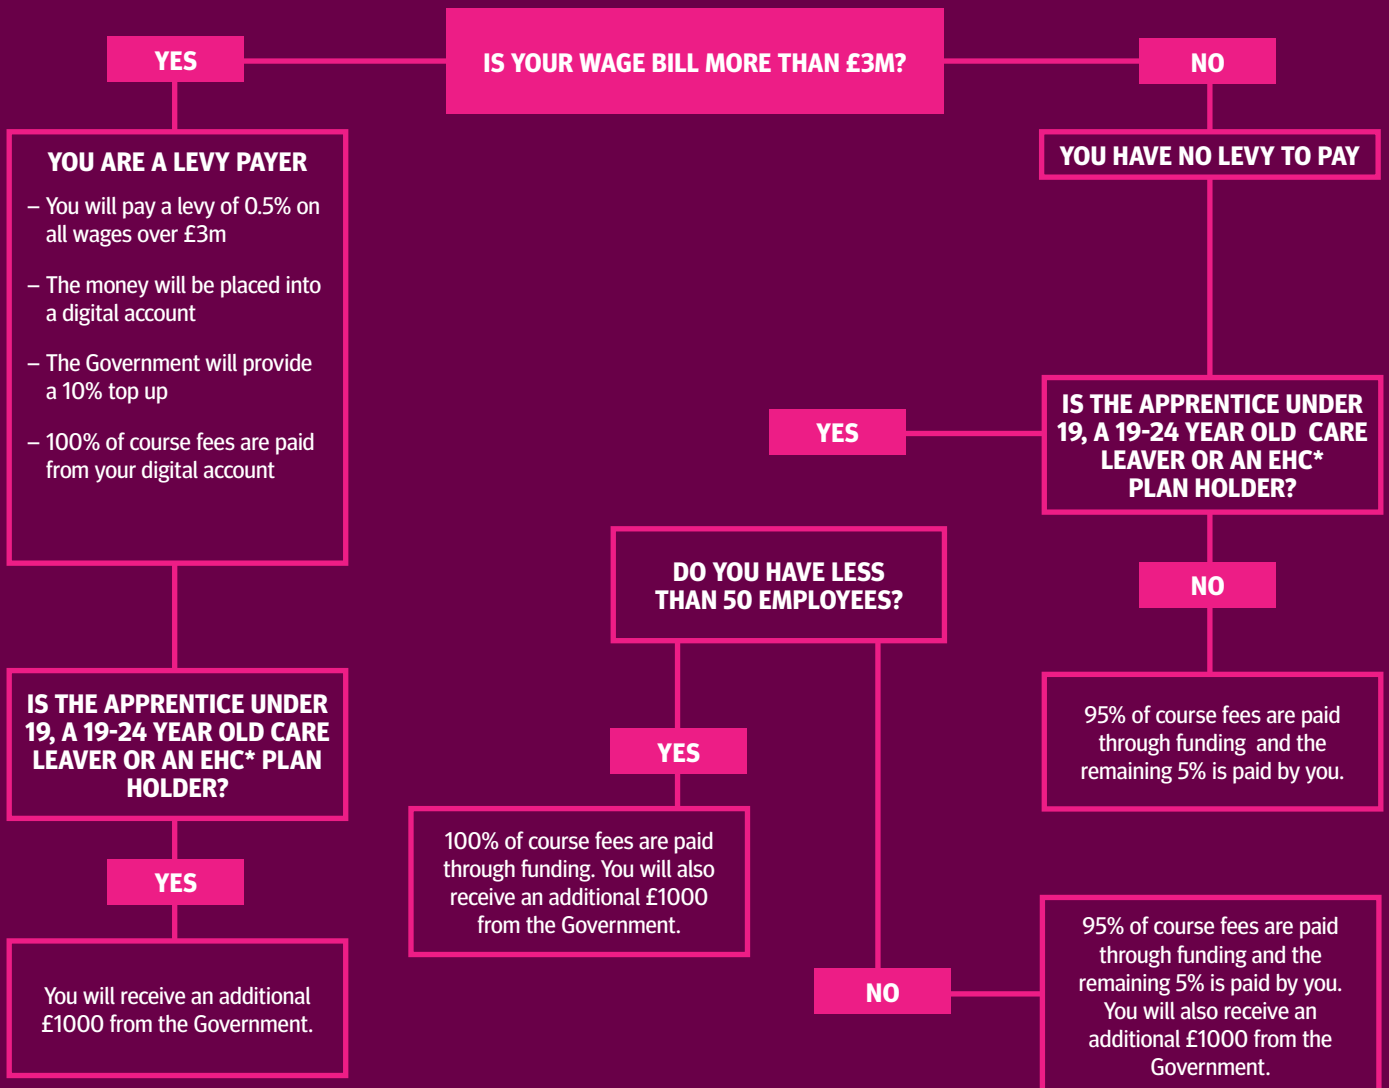 IS YOUR WAGE BILL MORE THAN £3M?
YES
NO
YOU ARE A LEVY PAYER
– You will pay a levy of 0.5% on
all wages over £3m
– The money will be placed into
a digital account
– The Government will provide
a 10% top up
– 100% of course fees are paid
from your digital account
IS THE APPRENTICE UNDER
19, A 19-24 YEAR OLD CARE
LEAVER OR AN EHC* PLAN
HOLDER?
YES
You will receive an additional
£1000 from the Government.
YOU HAVE NO LEVY TO PAY
IS THE APPRENTICE UNDER
19, A 19-24 YEAR OLD CARE
LEAVER OR AN EHC*
PLAN HOLDER?
YES
NO
95% of course fees are paid
through funding and the
remaining 5% is paid by you.
DO YOU HAVE LESS
THAN 50 EMPLOYEES?
YES
100% of course fees are paid
through funding. You will also
receive an additional £1000
from the Government.
NO
95% of course fees are paid
through funding and the
remaining 5% is paid by you.
You will also receive an
additional £1000 from the
Government.